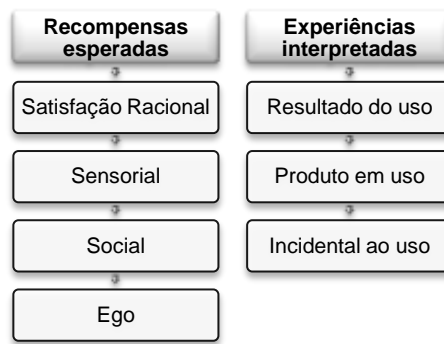 Recompensas
esperadas
Satisfação Racional
Sensorial
Social
Ego
Experiências
interpretadas
Resultado do uso
Produto em uso
Incidental ao uso